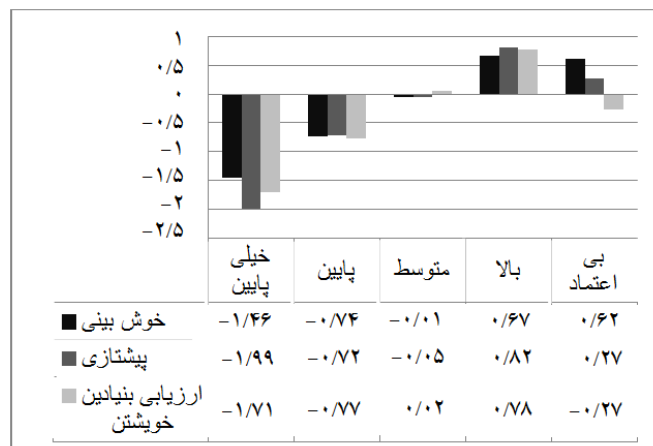 ۱
۰/۵
۰
−۰/۵
−۱
−۱/۵
−۲
−۲/۵
خیلی پایین	پایین	متوسط	بالا	بی اعتماد
خوش بینی	−۱/۴۶	−۰/۷۴	−۰/۰۱	۰/۶۷	۰/۶۲
پیشتازی	−۱/۹۹	−۰/۷۲	−۰/۰۵	۰/۸۲	۰/۲۷
ارزیابی بنیادین خویشتن	−۱/۷۱	−۰/۷۷	۰/۰۲	۰/۷۸	−۰/۲۷